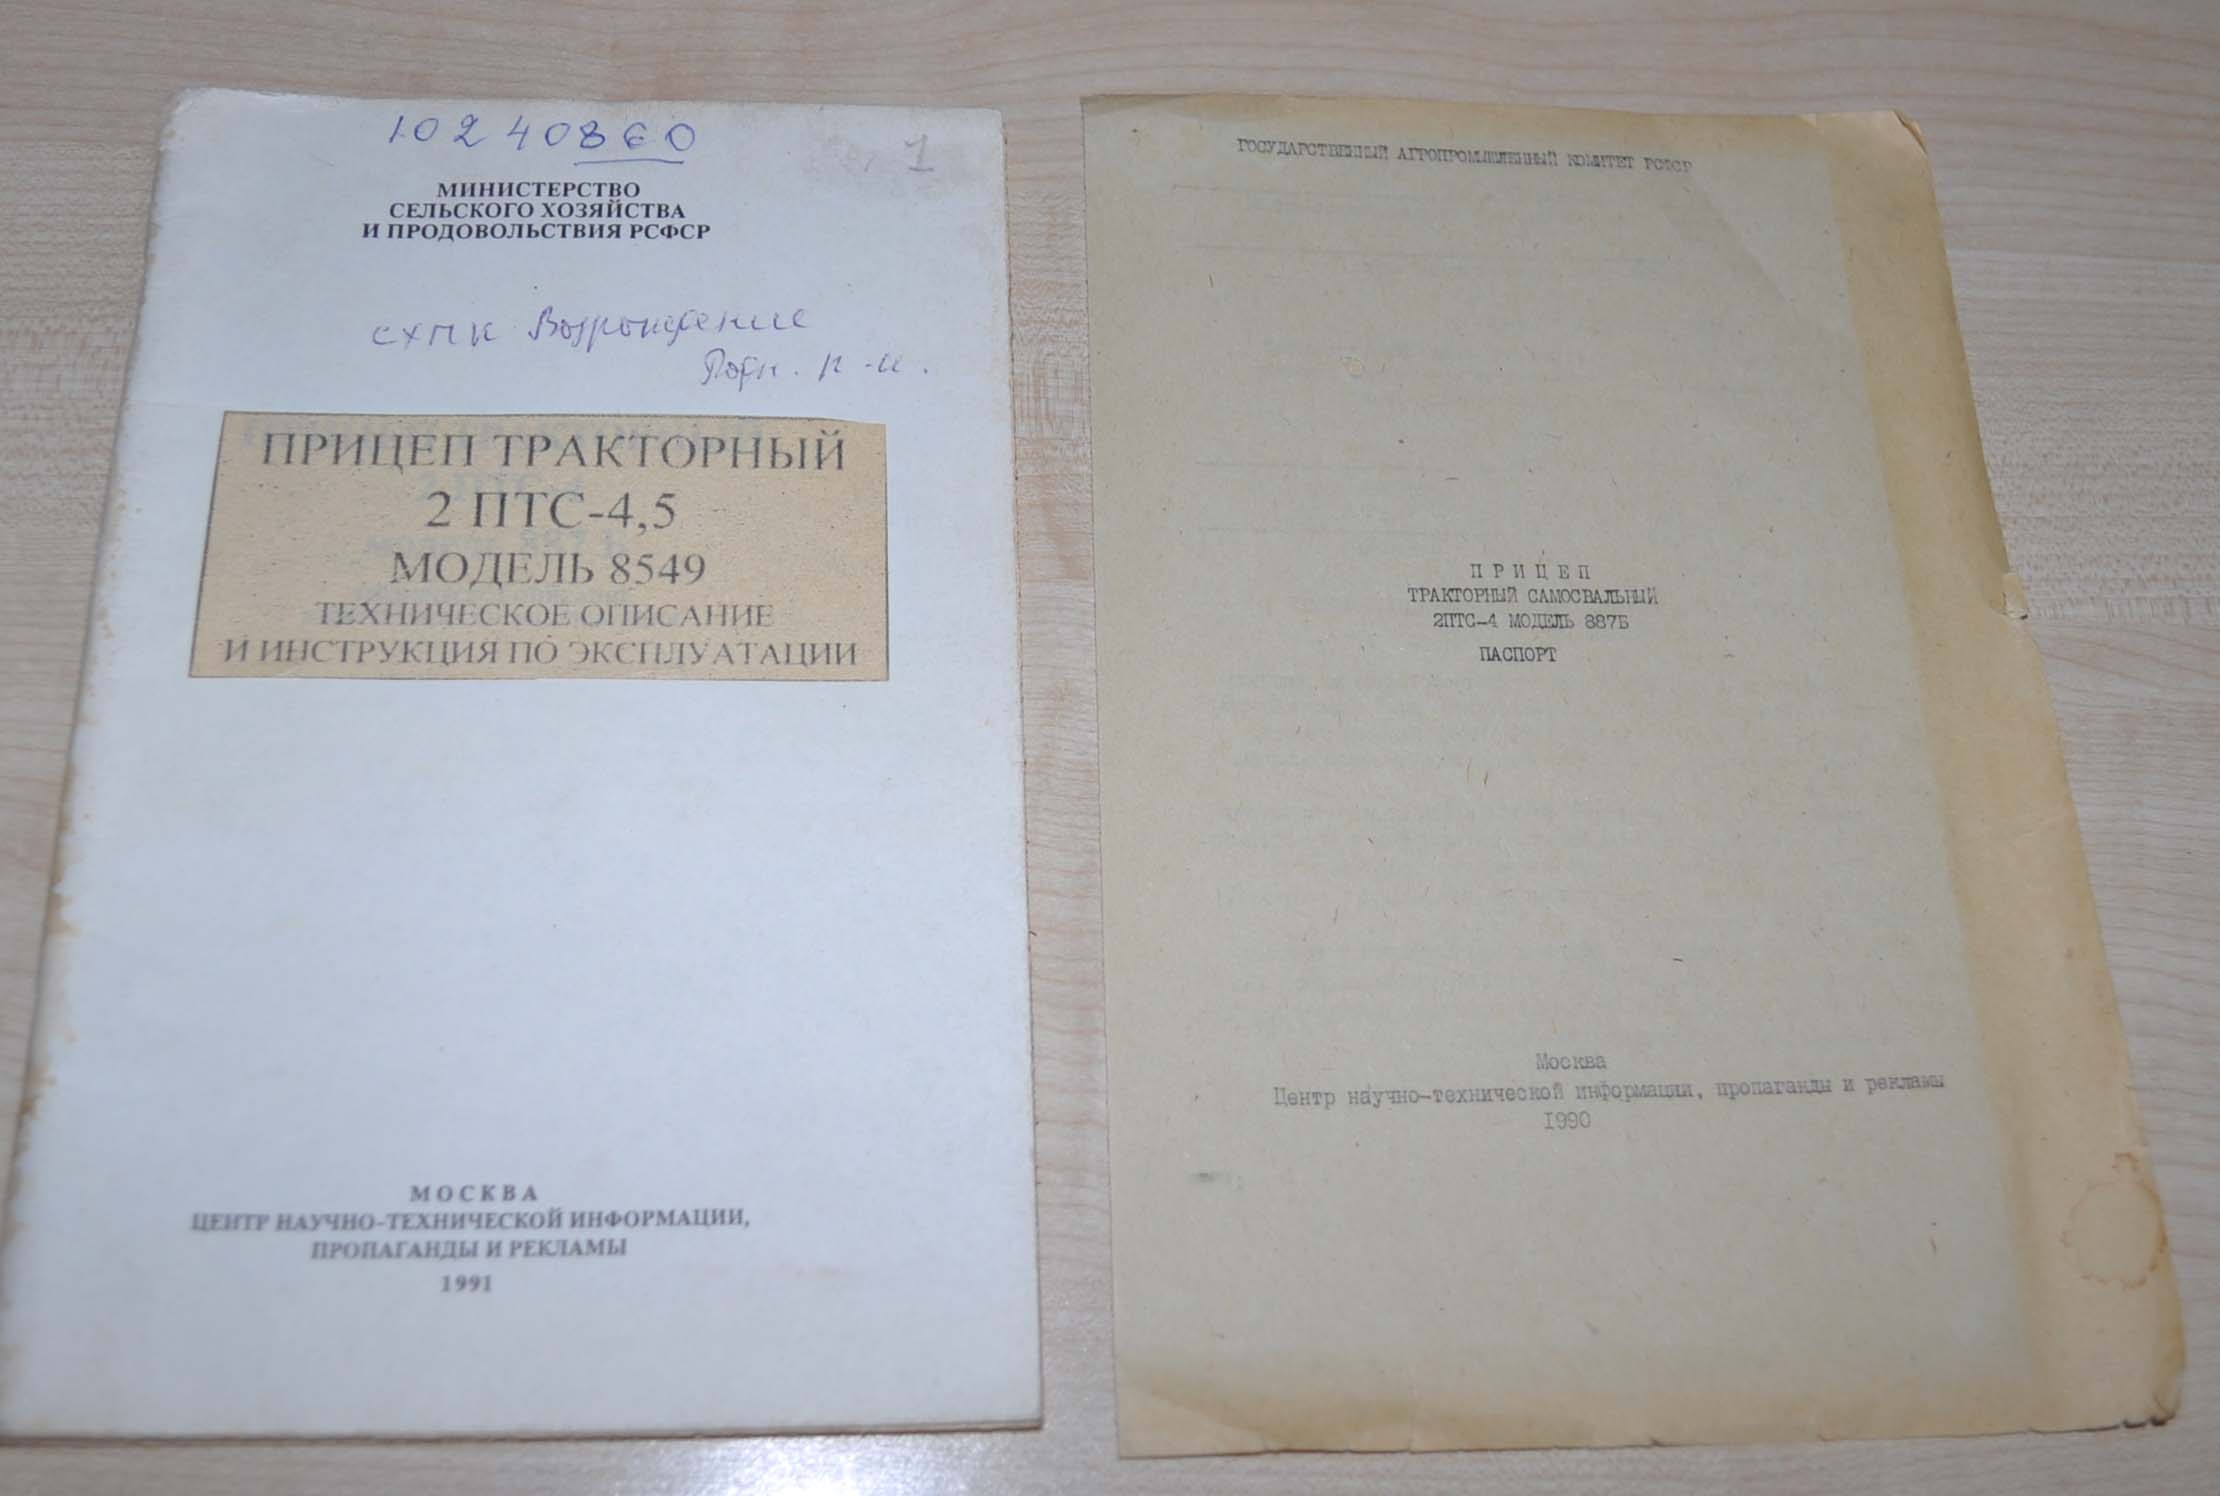 10240860
1
МИНИСТЕРСТВО
СЕЛЬСКОГО ХОЗЯЙСТВА
И ПРОДОВОЛЬСТВИЯ РСФСР
схпк Возрождение
ПРИЦЕП ТРАКТОРНЫЙ
2 ПТС-4,5
МОДЕЛЬ 8549
ТЕХНИЧЕСКОЕ ОПИСАНИЕ
И ИНСТРУКЦИЯ ПО ЭКСПЛУАТАЦИИ
МОСКВА
ЦЕНТР НАУЧНО-ТЕХНИЧЕСКОЙ ИНФОРМАЦИИ,
ПРОПАГАНДЫ И РЕКЛАМЫ
1991
ГОСУДАРСТВЕННЫЙ АГРОПРОМЫШЛЕННЫЙ КОМИТЕТ РСФСР
ПРИЦЕП
ТРАКТОРНЫЙ САМОСВАЛЬНЫЙ
2ПТС-4 МОДЕЛЬ 887Б
ПАСПОРТ
Москва
Центр научно-технической информации, пропаганды и рекламы
1990